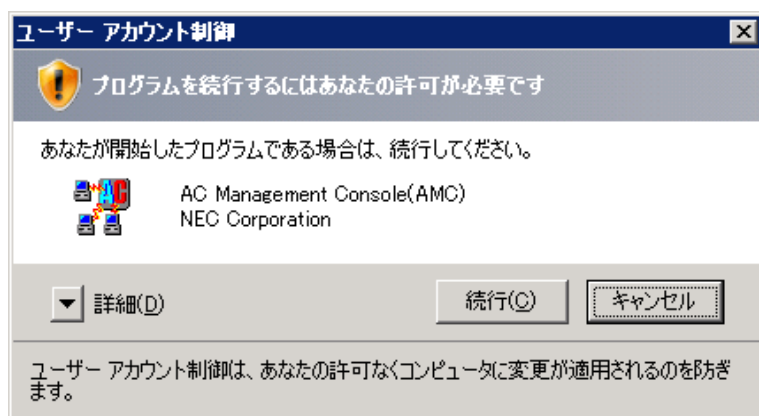 ユーザー アカウント制御
プログラムを続行するにはあなたの許可が必要です
あなたが開始したプログラムである場合は、続行してください。
AC Management Console(AMC)
NEC Corporation
詳細(D)
続行(C)
キャンセル
ユーザー アカウント制御は、あなたの許可なくコンピュータに変更が適用されるのを防ぎ
ます。